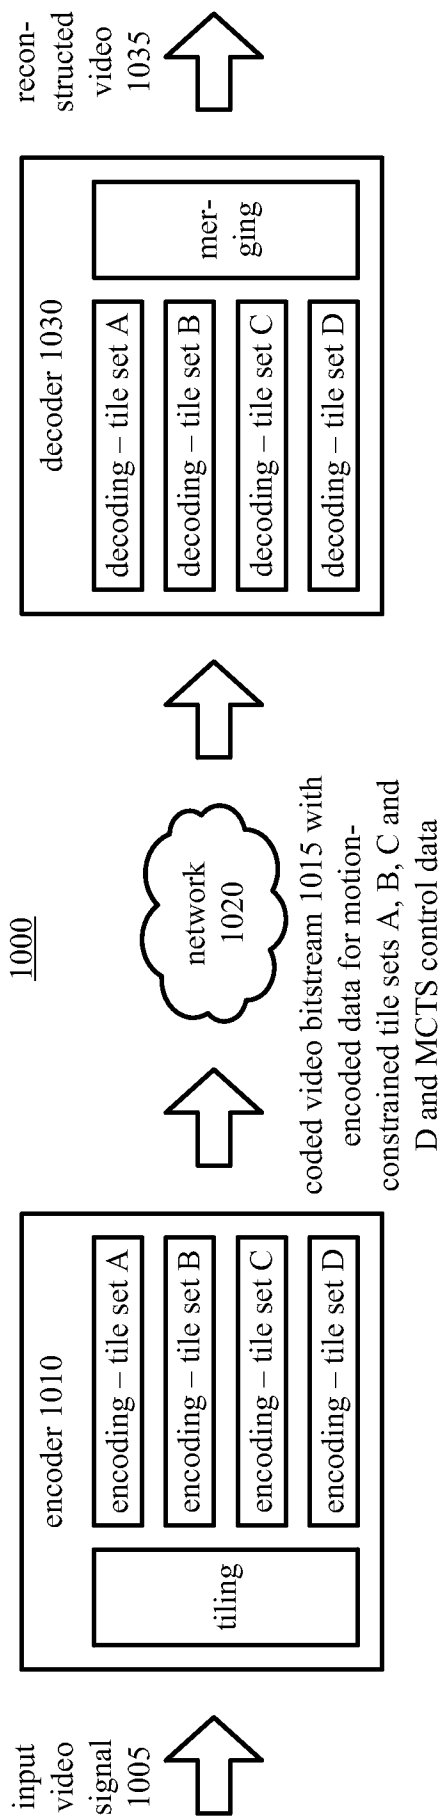 1000
input
video
signal
1005
encoder 1010
tiling
encoding – tile set A
encoding – tile set B
encoding – tile set C
encoding – tile set D
network
1020
coded video bitstream 1015 with
encoded data for motion-
constrained tile sets A, B, C and
D and MCTS control data
decoder 1030
decoding – tile set A
decoding – tile set B
decoding – tile set C
decoding – tile set D
mer-
ging
recon-
structed
video
1035